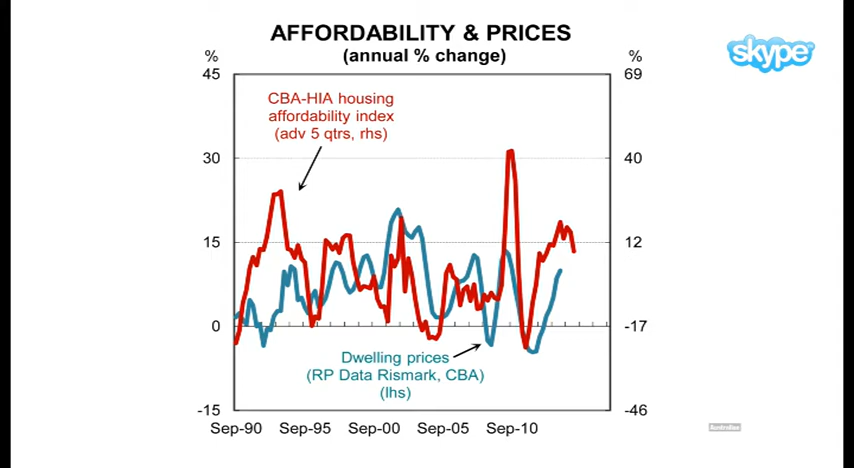 AFFORDABILITY & PRICES
(annual % change)
skype
%
%
45
69
CBA-HIA housing
affordability index
(adv 5 qtrs, rhs)
30
40
15
12
0
-17
Dwelling prices
(RP Data Rismark, CBA)
(lhs)
-15
-46
Sep-90
Sep-95
Sep-00
Sep-05
Sep-10